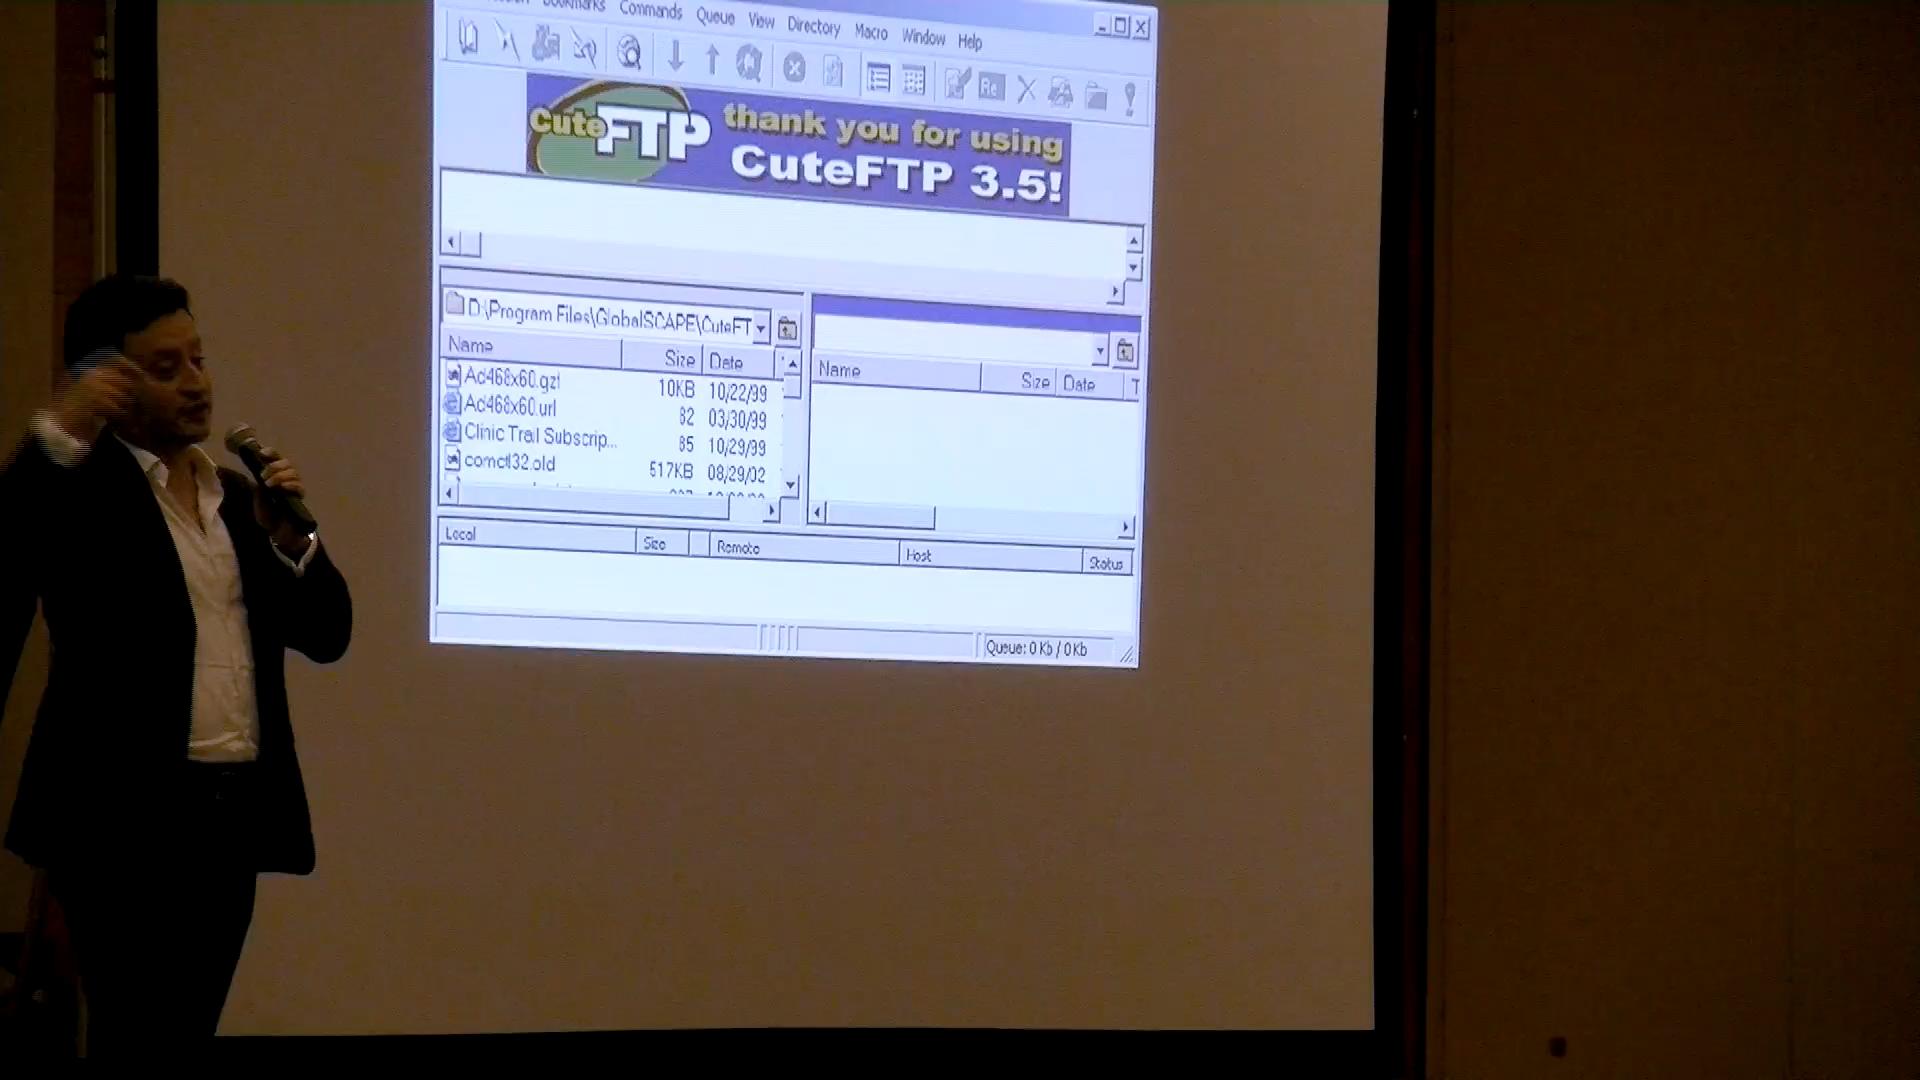 Bookmarks Commands Queue View Directory Macro Window Help
Re
CuteFTP thank you for using
CuteFTP 3.5!
D:\Program Files\GlobalSCAPE\CuteFT
Name Size Date
Ad468x60.gzf 10KB 10/22/99
Ad468x60.url 82 03/30/99
Clinic Trail Subscrip... 85 10/29/99
comctl32.old 517KB 08/29/02
Name Size Date T
Local Size Remote Host Status
Queue: 0 Kb / 0 Kb